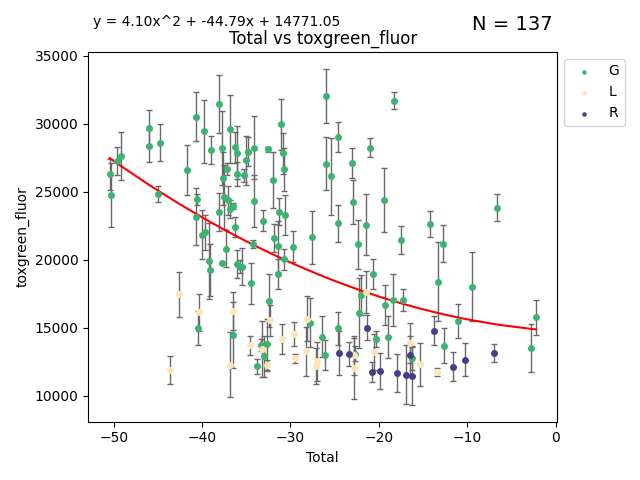 y = 4.10x^2 + -44.79x + 14771.05
N = 137
Total vs toxgreen_fluor
35000
30000
25000
20000
15000
10000
toxgreen_fluor
−50
−40
−30
−20
−10
0
Total
G
L
R